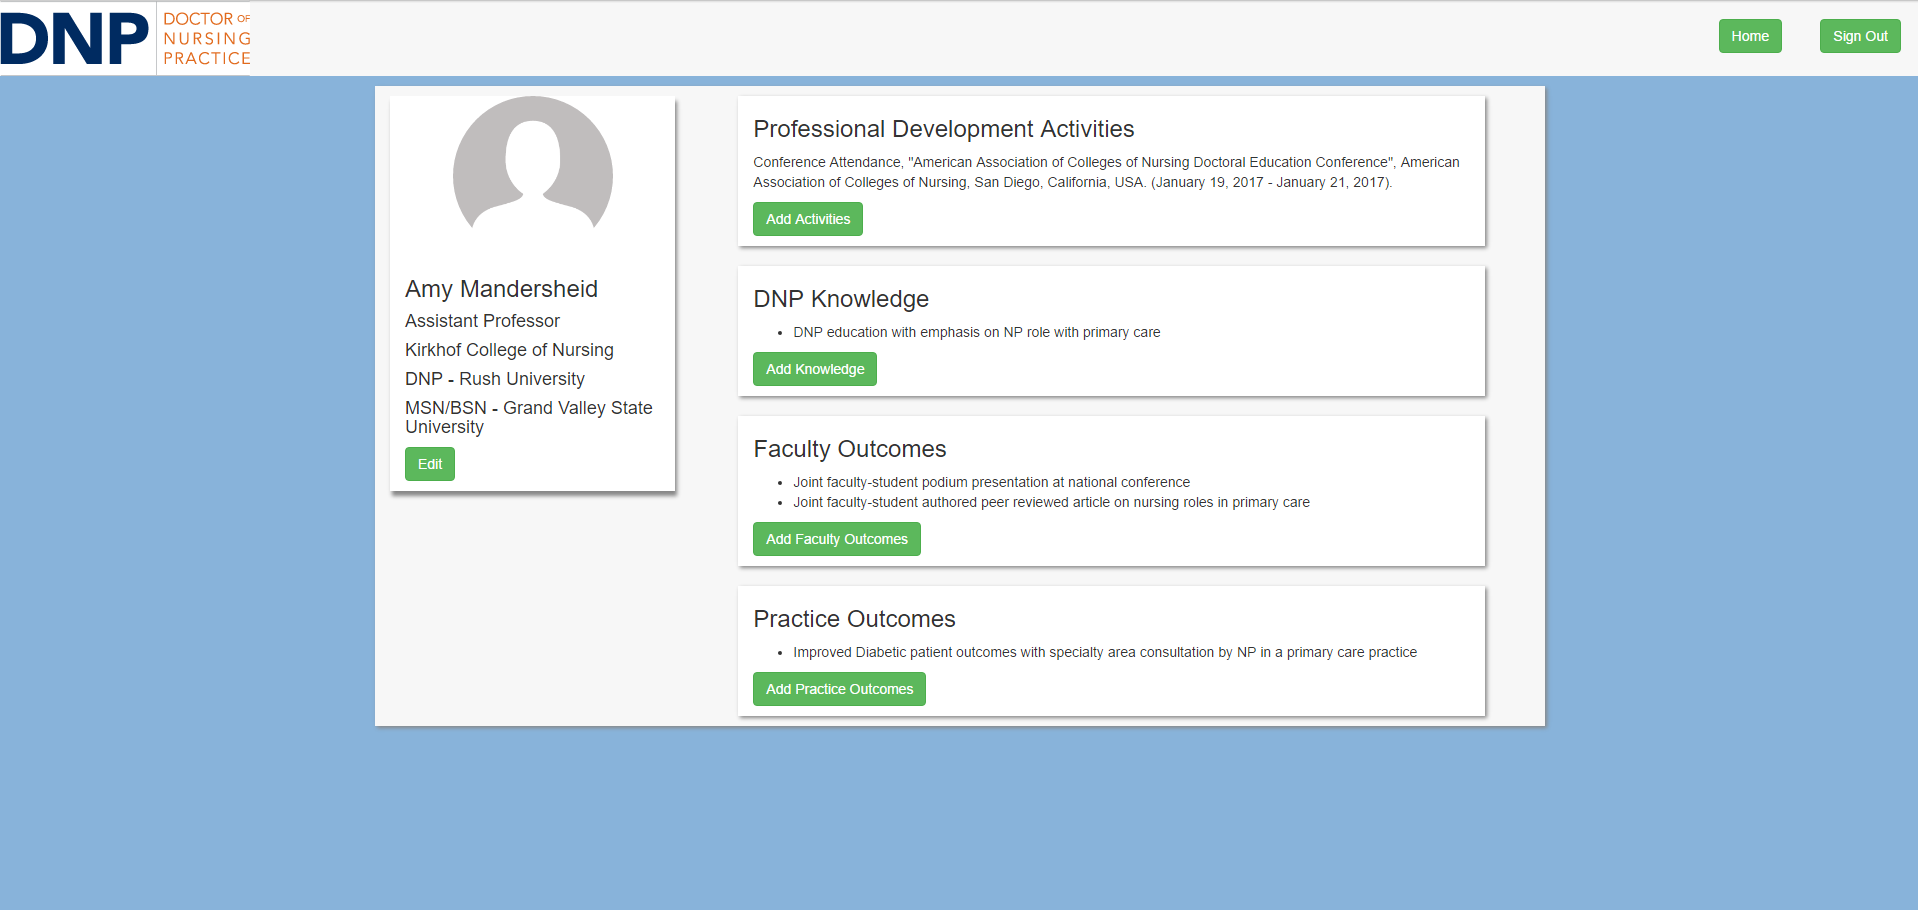 DNP
DOCTOR OF
NURSING
PRACTICE
Home
Sign Out
Amy Mandersheid
Assistant Professor
Kirkhof College of Nursing
DNP - Rush University
MSN/BSN - Grand Valley State
University
Edit
Professional Development Activities
Conference Attendance, "American Association of Colleges of Nursing Doctoral Education Conference", American
Association of Colleges of Nursing, San Diego, California, USA. (January 19, 2017 - January 21, 2017).
Add Activities
DNP Knowledge
• DNP education with emphasis on NP role with primary care
Add Knowledge
Faculty Outcomes
• Joint faculty-student podium presentation at national conference
• Joint faculty-student authored peer reviewed article on nursing roles in primary care
Add Faculty Outcomes
Practice Outcomes
• Improved Diabetic patient outcomes with specialty area consultation by NP in a primary care practice
Add Practice Outcomes